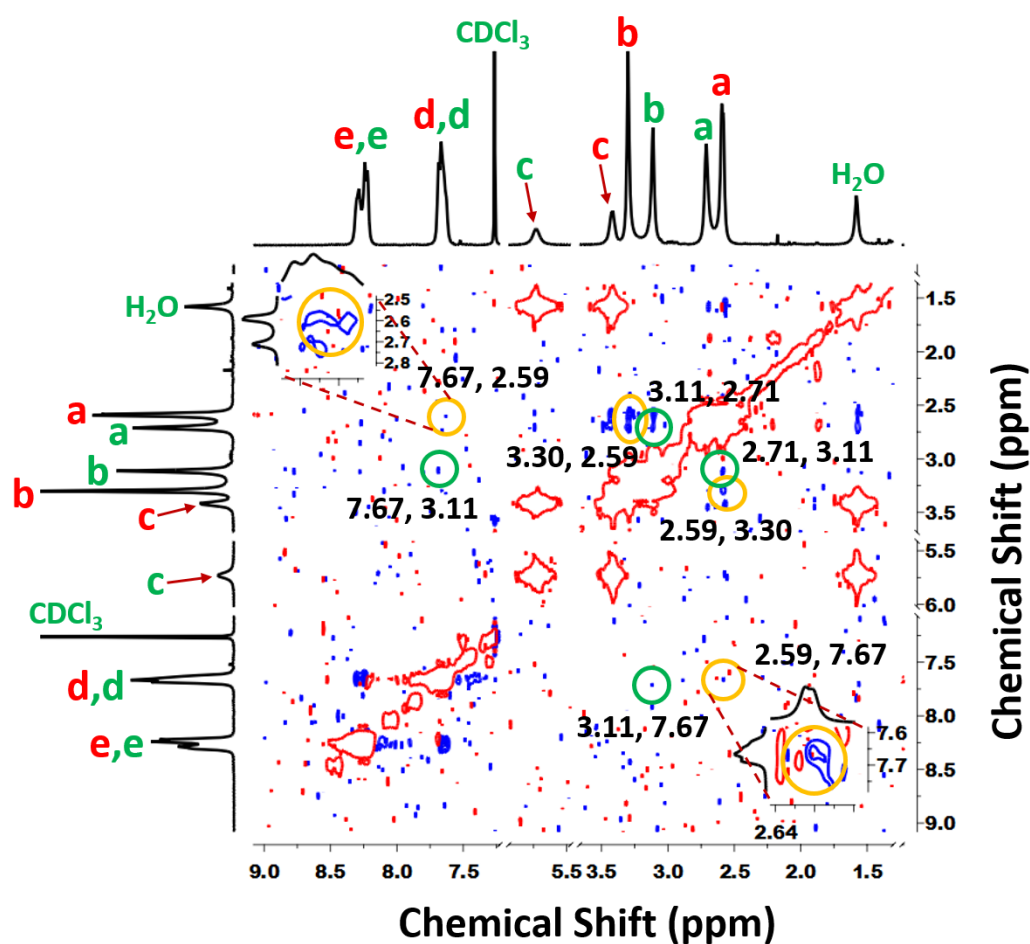 CDCl3
b
a
b
a
d,d
e,e
c
c
H2O
H2O
2.5
2.6
2.7
2.8
1.5
2.0
7.67, 2.59
3.11, 2.71
a
a
2.5
3.30, 2.59
2.71, 3.11
3.0
b
b
7.67, 3.11
2.59, 3.30
c
3.5
5.5
c
6.0
CDCl3
2.59, 7.67
7.5
d,d
3.11, 7.67
8.0
7.6
7.7
e,e
8.5
2.64
9.0
9.0
8.5
8.0
7.5
5.5
3.5
3.0
2.5
2.0
1.5
Chemical Shift (ppm)
Chemical Shift (ppm)